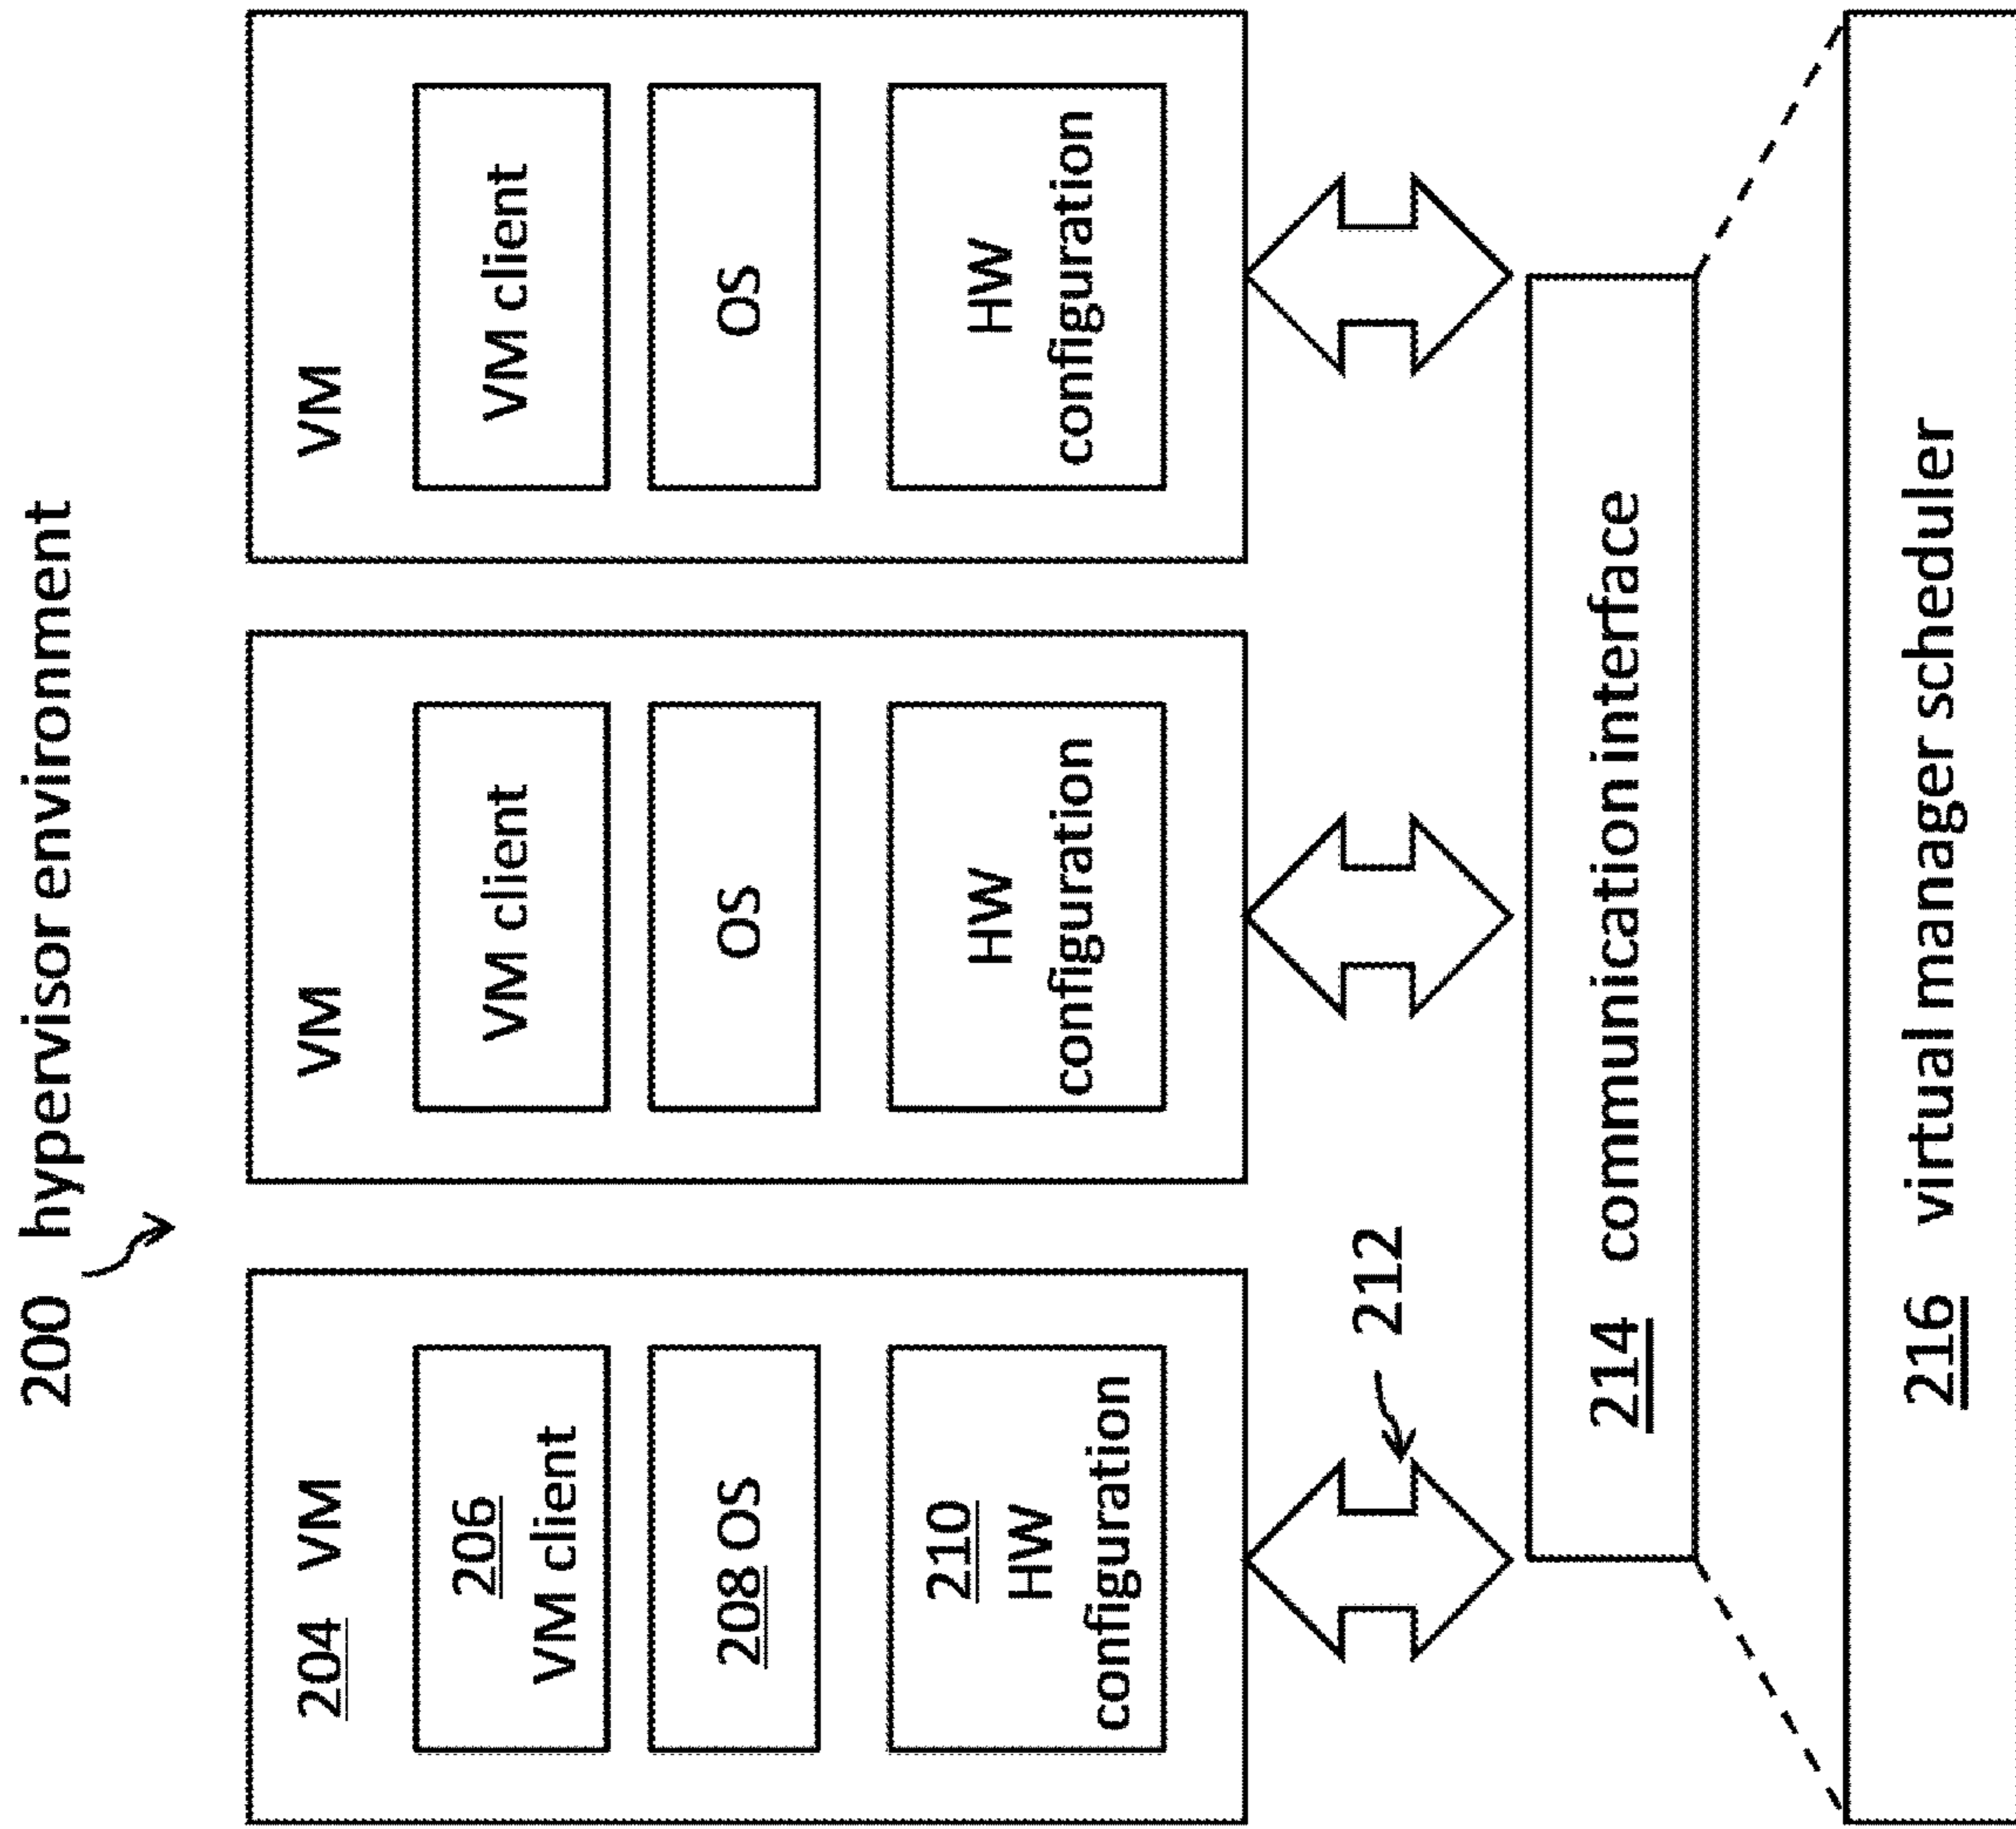 200 hypervisor environment
204 VM
206
VM client
208 OS
210
HW
configuration
VM
VM client
OS
HW
configuration
VM
VM client
OS
HW
configuration
212
214 communication interface
216 virtual manager scheduler